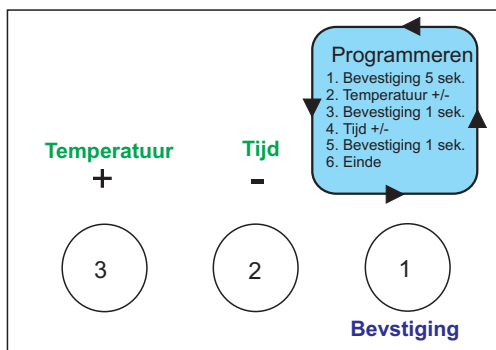 Programmeren
1. Bevestiging 5 sek.
2. Temperatuur +/-
3. Bevestiging 1 sek.
4. Tijd +/-
5. Bevestiging 1 sek.
6. Einde
Temperatuur Tijd
+ -
3 2 1
Bevstiging